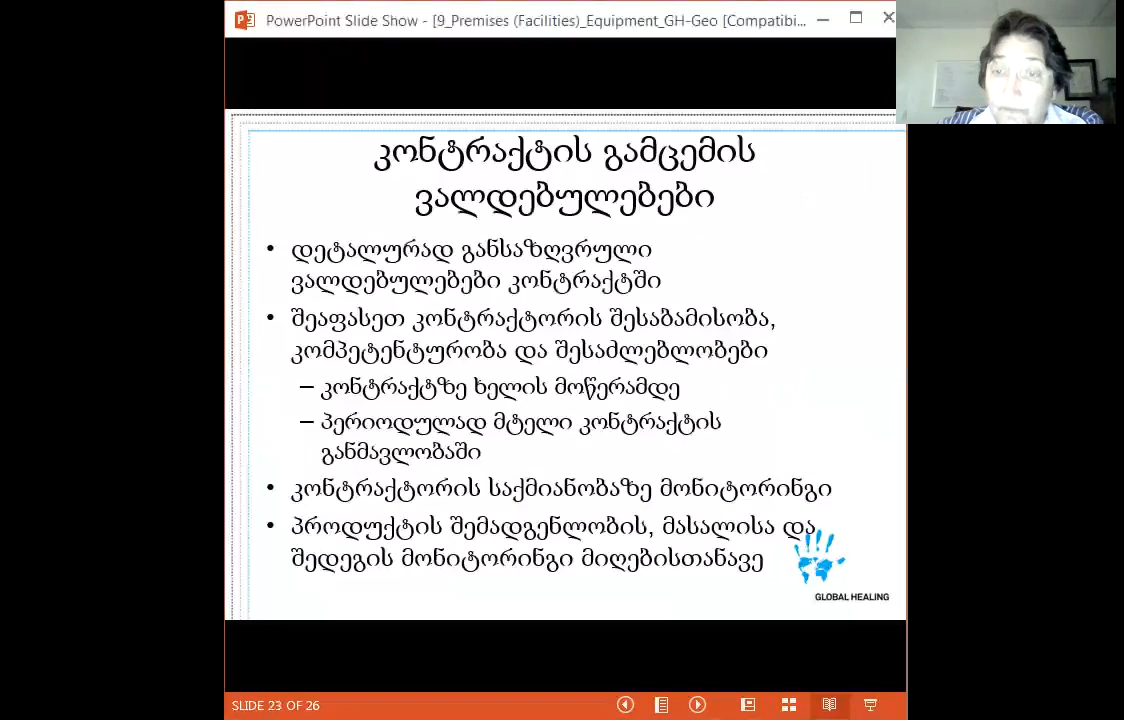 PowerPoint Slide Show - [9_Premises (Facilities)_Equipment_GH-Geo [Compatibi...
კონტრაქტის გამცემის
ვალდებულებები
• დეტალურად განსაზღვრული
ვალდებულებები კონტრაქტში
• შეაფასეთ კონტრაქტორის შესაბამისობა,
კომპეტენტურობა და შესაძლებლობები
– კონტრაქტზე ხელის მოწერამდე
– პერიოდულად მტელი კონტრაქტის
განმავლობაში
• კონტრაქტორის საქმიანობაზე მონიტორინგი
• პროდუქტის შემადგენლობის, მასალისა და
შედეგის მონიტორინგი მიღებისთანავე
GLOBAL HEALING
SLIDE 23 OF 26